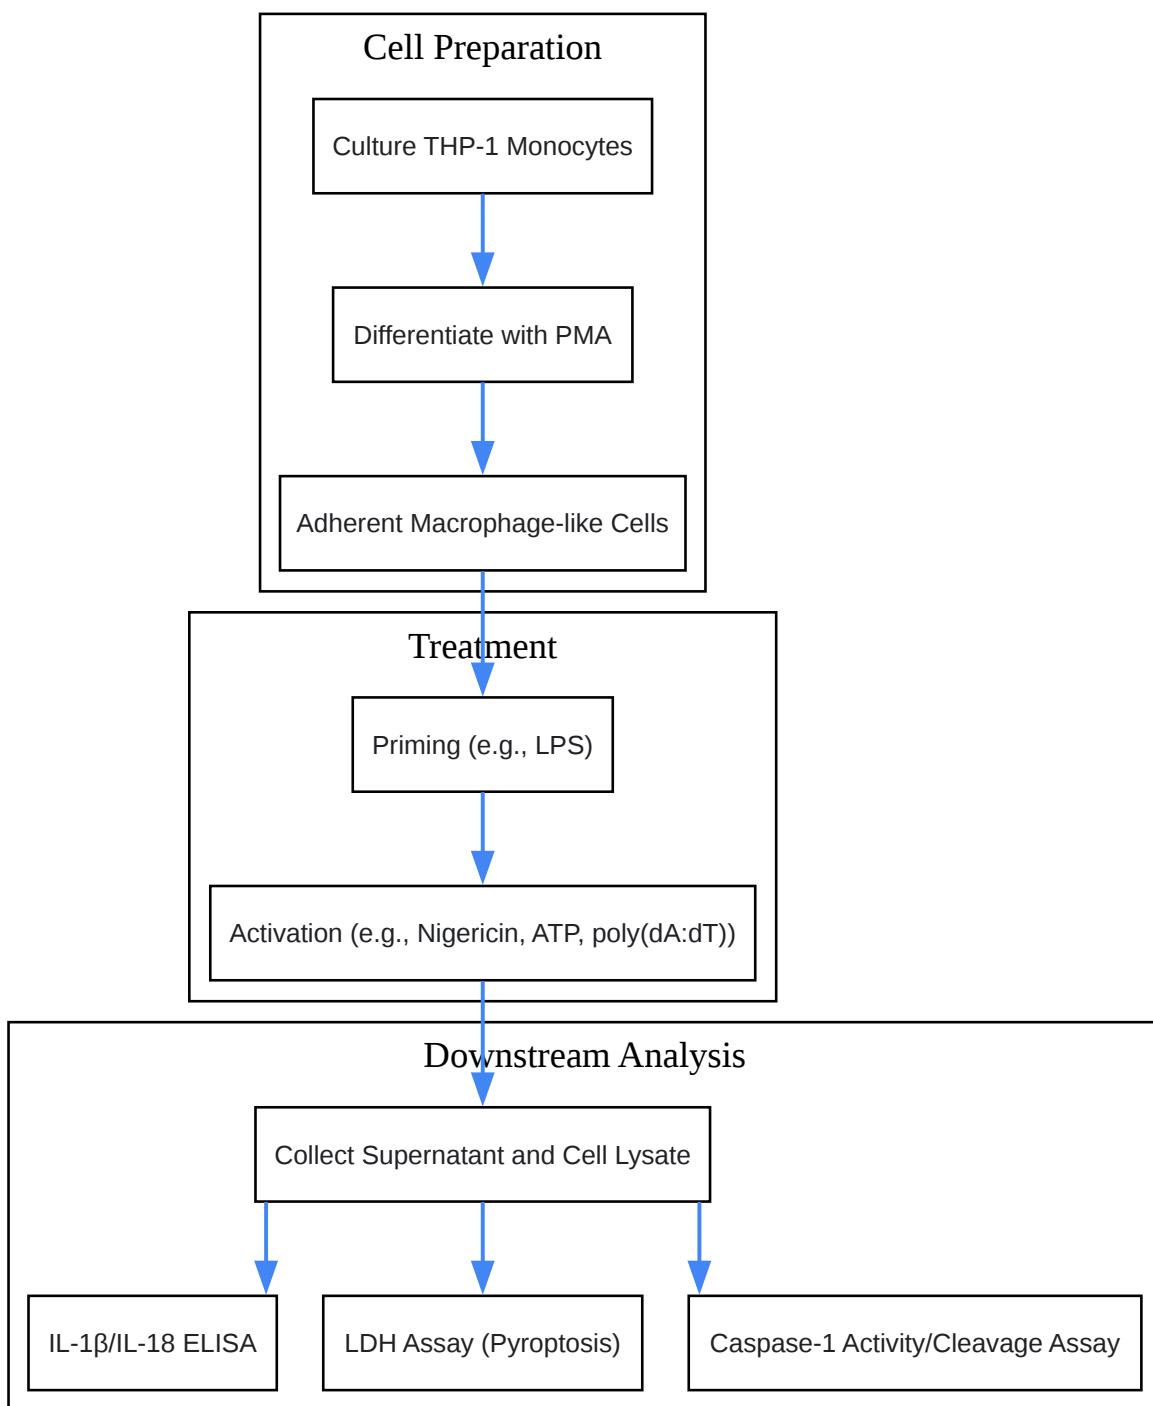 Cell Preparation
Culture THP-1 Monocytes
Differentiate with PMA
Adherent Macrophage-like Cells
Treatment
Priming (e.g., LPS)
Activation (e.g., Nigericin, ATP, poly(dA:dT))
Downstream Analysis
Collect Supernatant and Cell Lysate
IL-1β/IL-18 ELISA
LDH Assay (Pyroptosis)
Caspase-1 Activity/Cleavage Assay